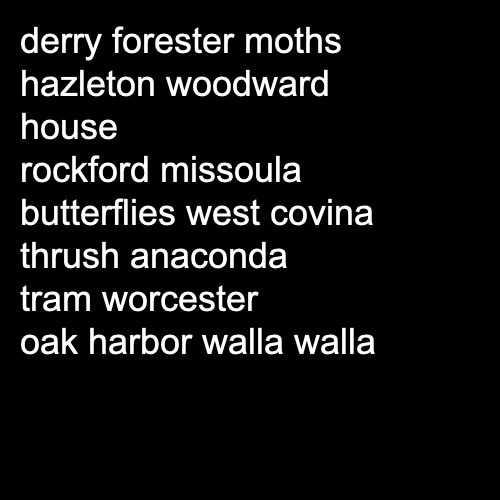 derry forester moths
hazleton woodward
house
rockford missoula
butterflies west covina
thrush anaconda
tram worcester
oak harbor walla walla